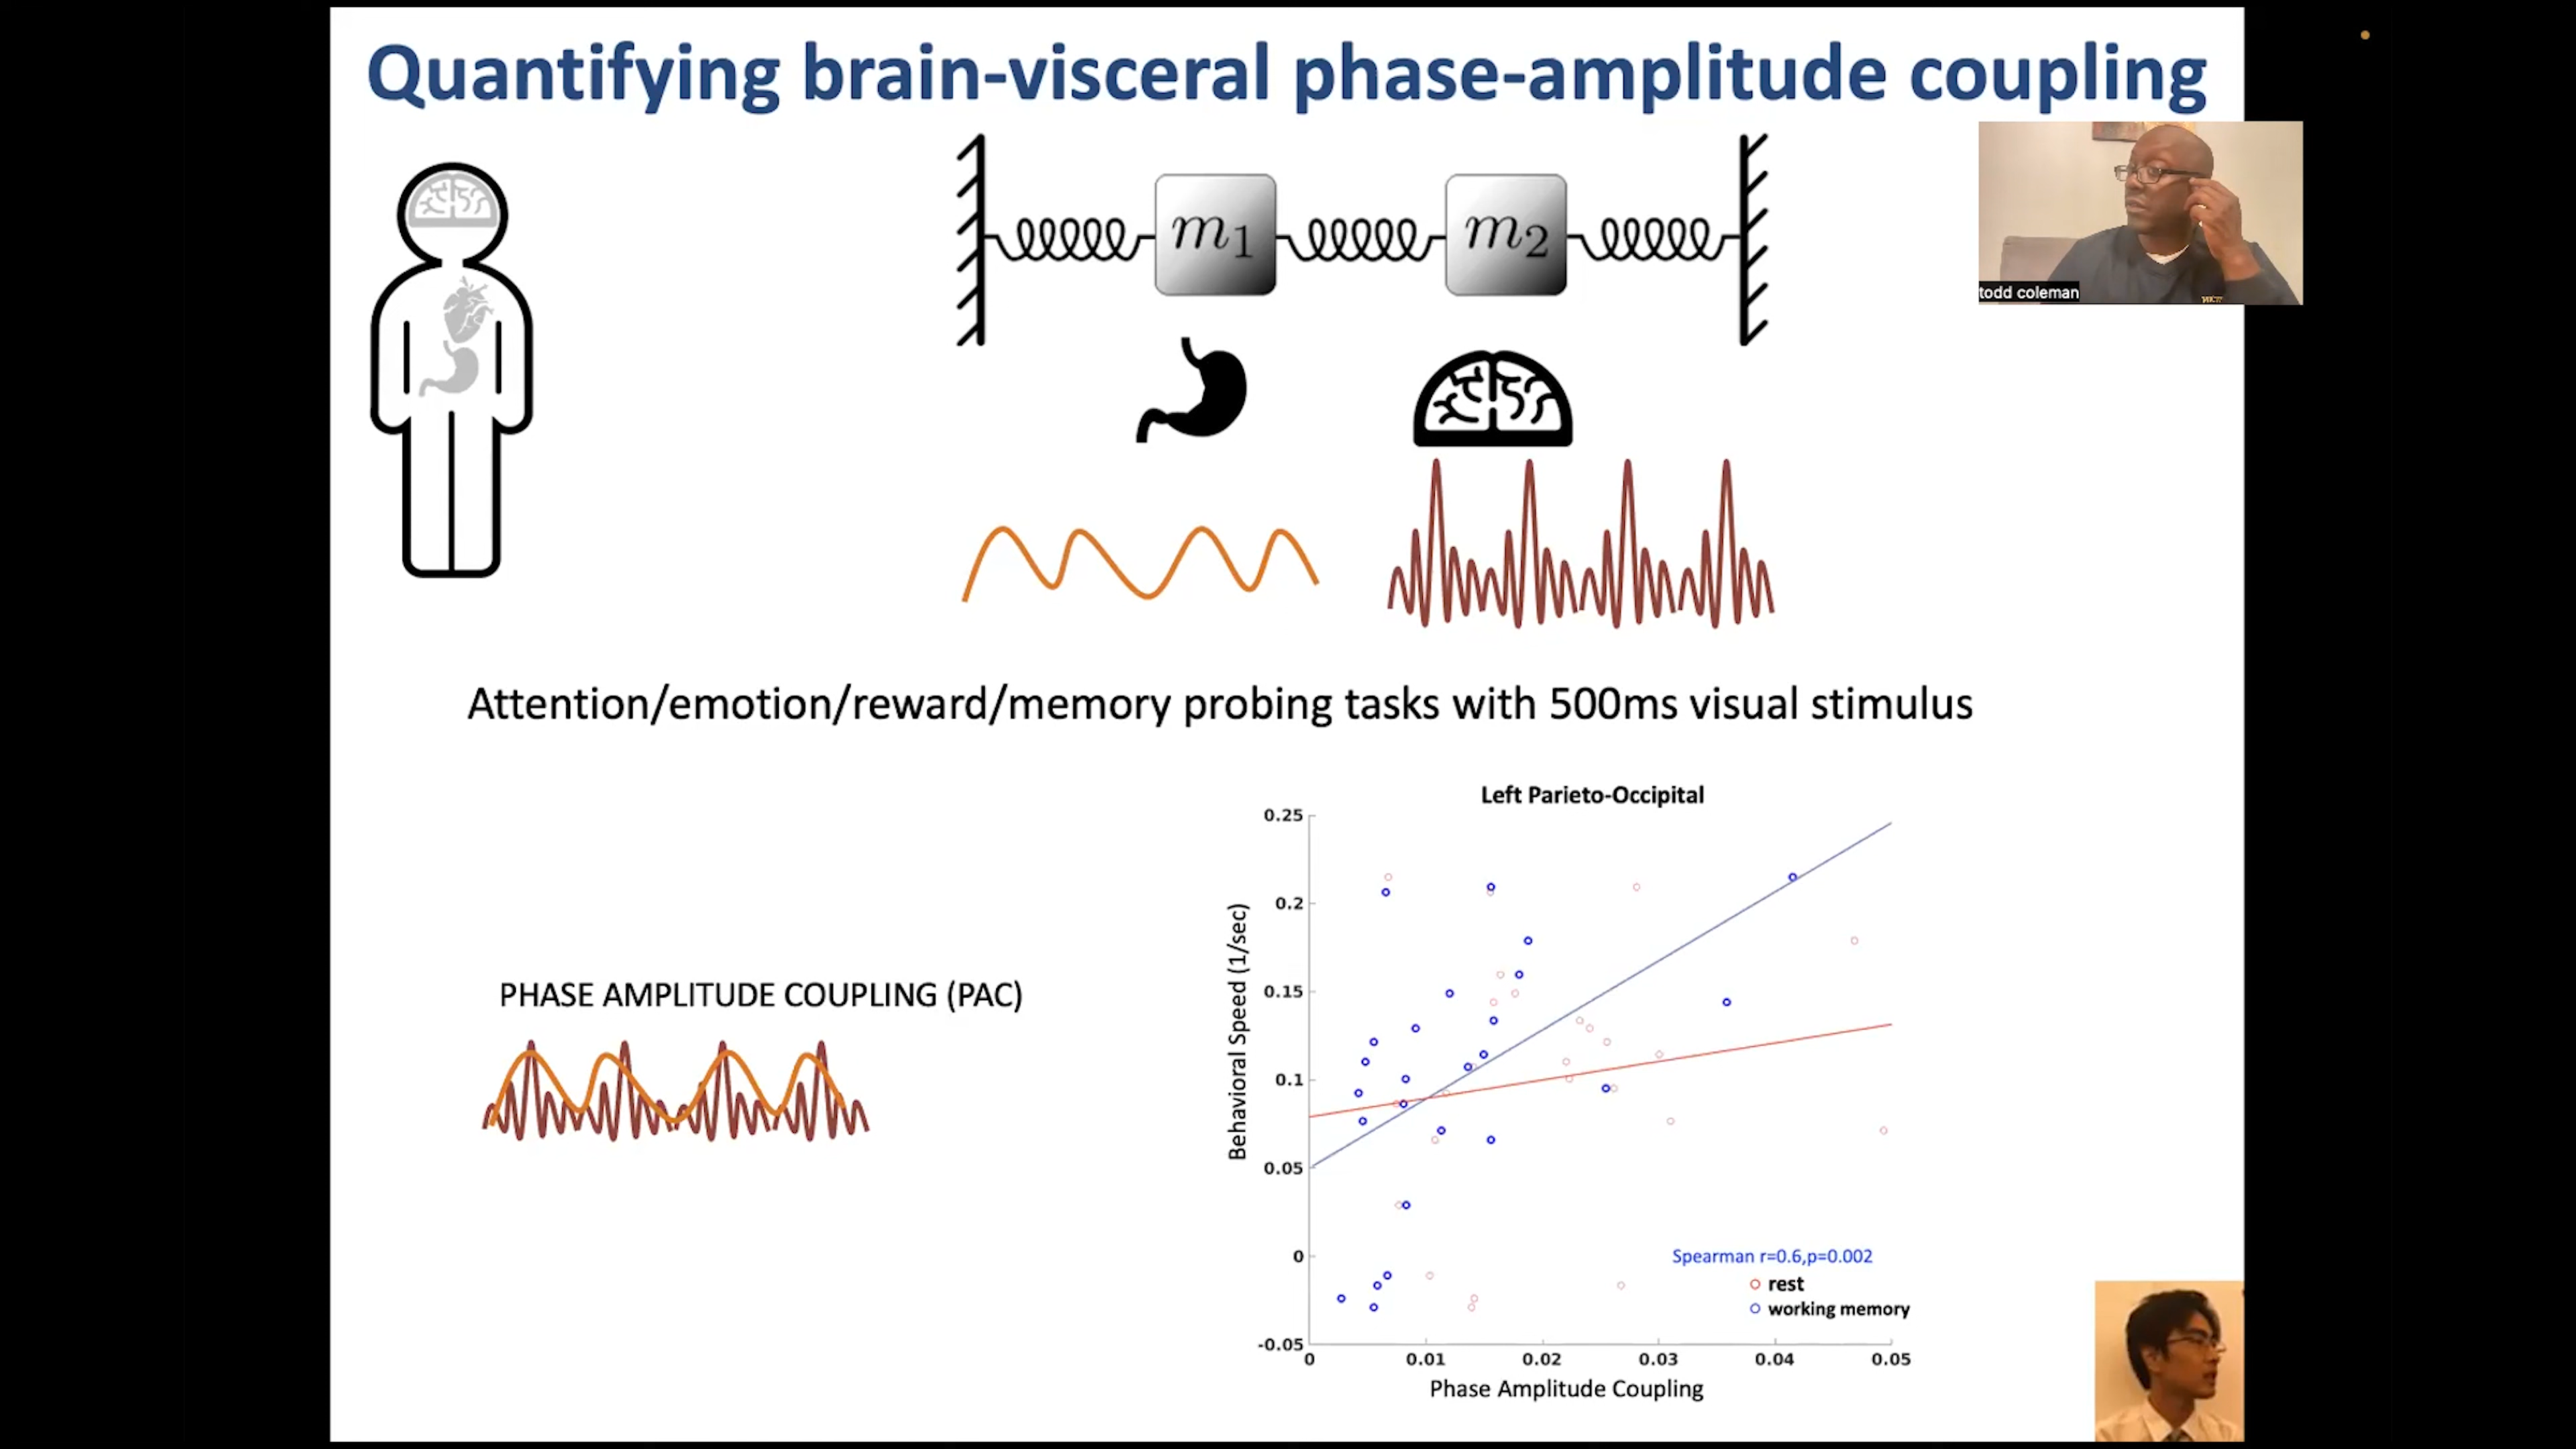 Quantifying brain-visceral phase-amplitude coupling
m1
m2
todd coleman
Attention/emotion/reward/memory probing tasks with 500ms visual stimulus
PHASE AMPLITUDE COUPLING (PAC)
Left Parieto-Occipital
0.25
0.2
0.15
0.1
0.05
0
-0.05
Behavioral Speed (1/sec)
Spearman r=0.6,p=0.002
rest
working memory
0 0.01 0.02 0.03 0.04 0.05
Phase Amplitude Coupling